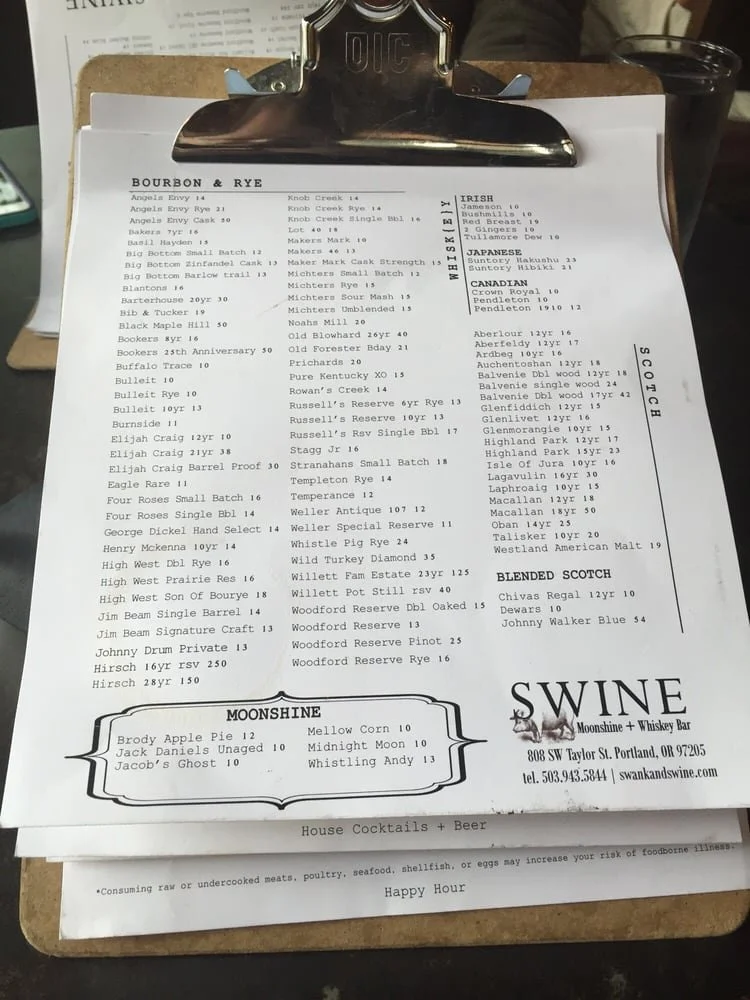 SWINE
DIC
BOURBON & RYE
Angels Envy 14
Angels Envy Rye 21
Angels Envy Cask 50
Bakers 7yr 16
Basil Hayden 15
Big Bottom Small Batch 12
Big Bottom Zinfandel Cask 13
Big Bottom Barlow trail 13
Blantons 16
Barterhouse 20yr 30
Bib & Tucker 19
Black Maple Hill 50
Bookers 8yr 16
Bookers 25th Anniversary 50
Buffalo Trace 10
Bulleit 10
Bulleit Rye 10
Bulleit 10yr 13
Burnside 11
Elijah Craig 12yr 10
Elijah Craig 21yr 38
Elijah Craig Barrel Proof 30
Eagle Rare 11
Four Roses Small Batch 16
Four Roses Single Bbl 14
George Dickel Hand Select 14
Henry Mckenna 10yr 14
High West Dbl Rye 16
High West Prairie Res 16
High West Son Of Bourye 18
Jim Beam Single Barrel 14
Jim Beam Signature Craft 13
Johnny Drum Private 13
Hirsch 16yr rsv 250
Hirsch 28yr 150
Knob Creek 14
Knob Creek Rye 14
Knob Creek Single Bbl 16
Lot 40 18
Makers Mark 10
Makers 46 13
Maker Mark Cask Strength 15
Michters Small Batch 12
Michters Rye 15
Michters Sour Mash 15
Michters Umblended 15
Noahs Mill 20
Old Blowhard 26yr 40
Old Forester Bday 21
Prichards 20
Pure Kentucky XO 15
Rowan's Creek 14
Russell's Reserve 6yr Rye 13
Russell's Reserve 10yr 13
Russell's Rsv Single Bbl 17
Stagg Jr 16
Stranahans Small Batch 18
Templeton Rye 14
Temperance 12
Weller Antique 107 12
Weller Special Reserve 11
Whistle Pig Rye 24
Wild Turkey Diamond 35
Willett Fam Estate 23yr 125
Willett Pot Still rsv 40
Woodford Reserve Dbl Oaked 15
Woodford Reserve 13
Woodford Reserve Pinot 25
Woodford Reserve Rye 16
WHISK{E}Y
IRISH
Jameson 10
Bushmills 10
Red Breast 19
2 Gingers 10
Tullamore Dew 10
JAPANESE
Suntory Hakushu 23
Suntory Hibiki 21
CANADIAN
Crown Royal 10
Pendleton 10
Pendleton 1910 12
SCOTCH
Aberlour 12yr 16
Aberfeldy 12yr 17
Ardbeg 10yr 16
Auchentoshan 12yr 18
Balvenie Dbl wood 12yr 18
Balvenie single wood 24
Balvenie Dbl wood 17yr 42
Glenfiddich 12yr 15
Glenlivet 12yr 16
Glenmorangie 10yr 15
Highland Park 12yr 17
Highland Park 15yr 23
Isle Of Jura 10yr 16
Lagavulin 16yr 30
Laphroaig 10yr 15
Macallan 12yr 18
Macallan 18yr 50
Oban 14yr 25
Talisker 10yr 20
Westland American Malt 19
BLENDED SCOTCH
Chivas Regal 12yr 10
Dewars 10
Johnny Walker Blue 54
MOONSHINE
Brody Apple Pie 12
Jack Daniels Unaged 10
Jacob's Ghost 10
Mellow Corn 10
Midnight Moon 10
Whistling Andy 13
SWINE
Moonshine + Whiskey Bar
808 SW Taylor St. Portland, OR 97205
tel. 503.943.5844 | swankandswine.com
House Cocktails + Beer
*Consuming raw or undercooked meats, poultry, seafood, shellfish, or eggs may increase your risk of foodborne illness.
Happy Hour